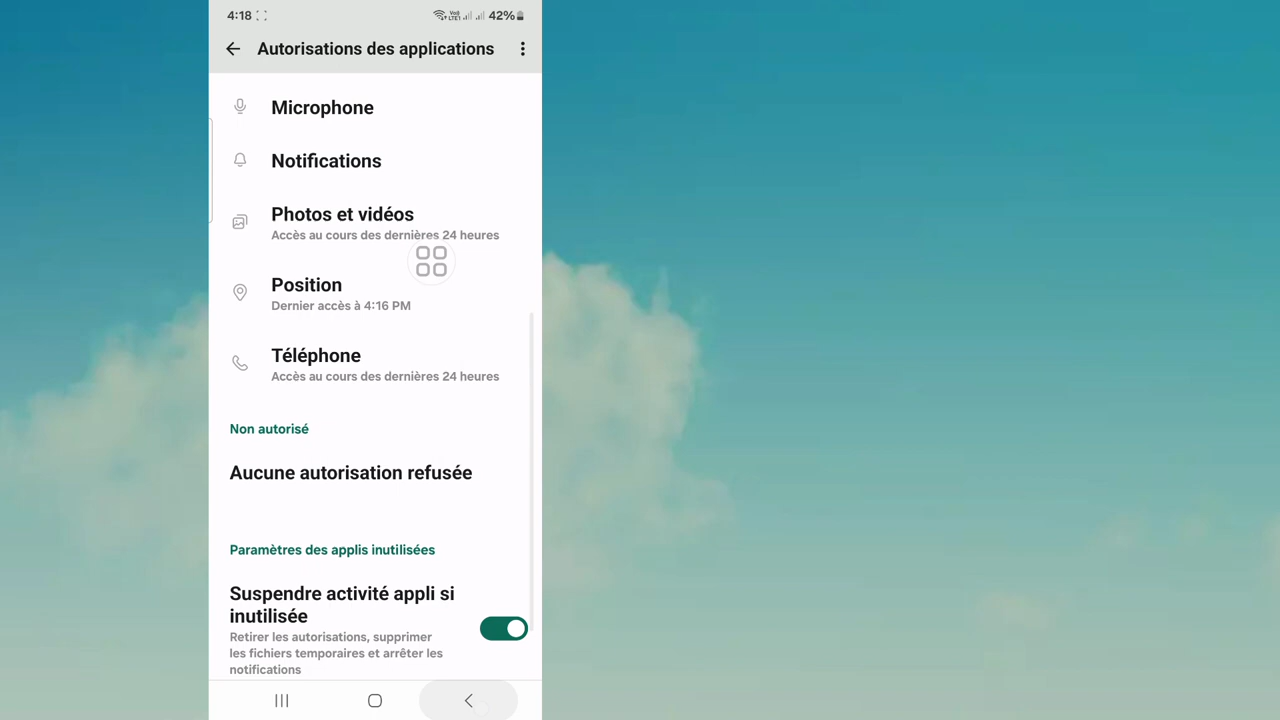 4:18
42%
Autorisations des applications
Microphone
Notifications
Photos et vidéos
Accès au cours des dernières 24 heures
Position
Dernier accès à 4:16 PM
Téléphone
Accès au cours des dernières 24 heures
Non autorisé
Aucune autorisation refusée
Paramètres des applis inutilisées
Suspendre activité appli si
inutilisée
Retirer les autorisations, supprimer
les fichiers temporaires et arrêter les
notifications